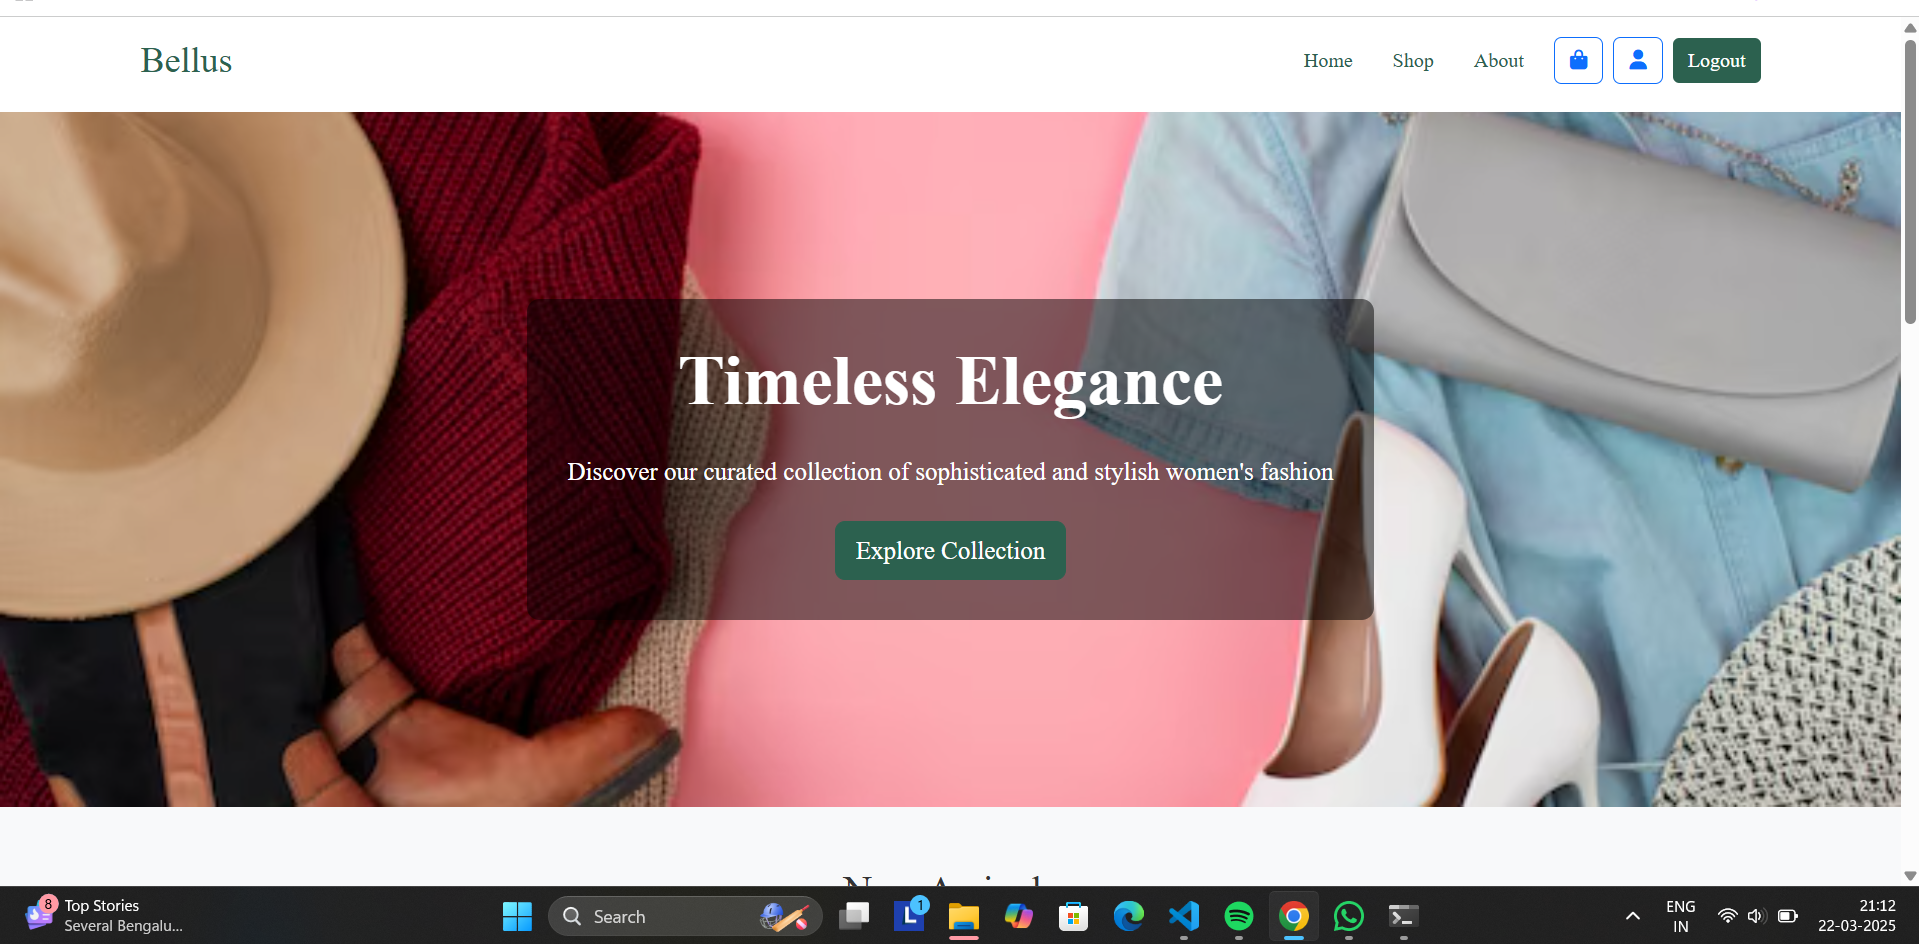 Bellus
Home Shop About Logout
Timeless Elegance
Discover our curated collection of sophisticated and stylish women's fashion
Explore Collection
8 Top Stories
Several Bengalu...
Search
L 1
ENG
IN
21:12
22-03-2025